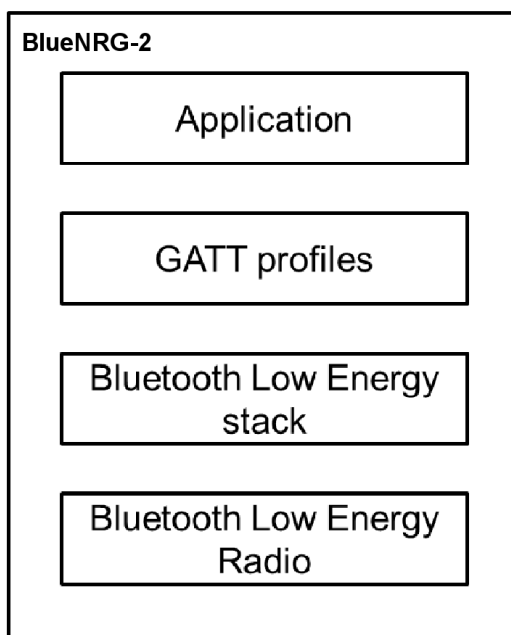 BlueNRG-2
Application
GATT profiles
Bluetooth Low Energy
stack
Bluetooth Low Energy
Radio